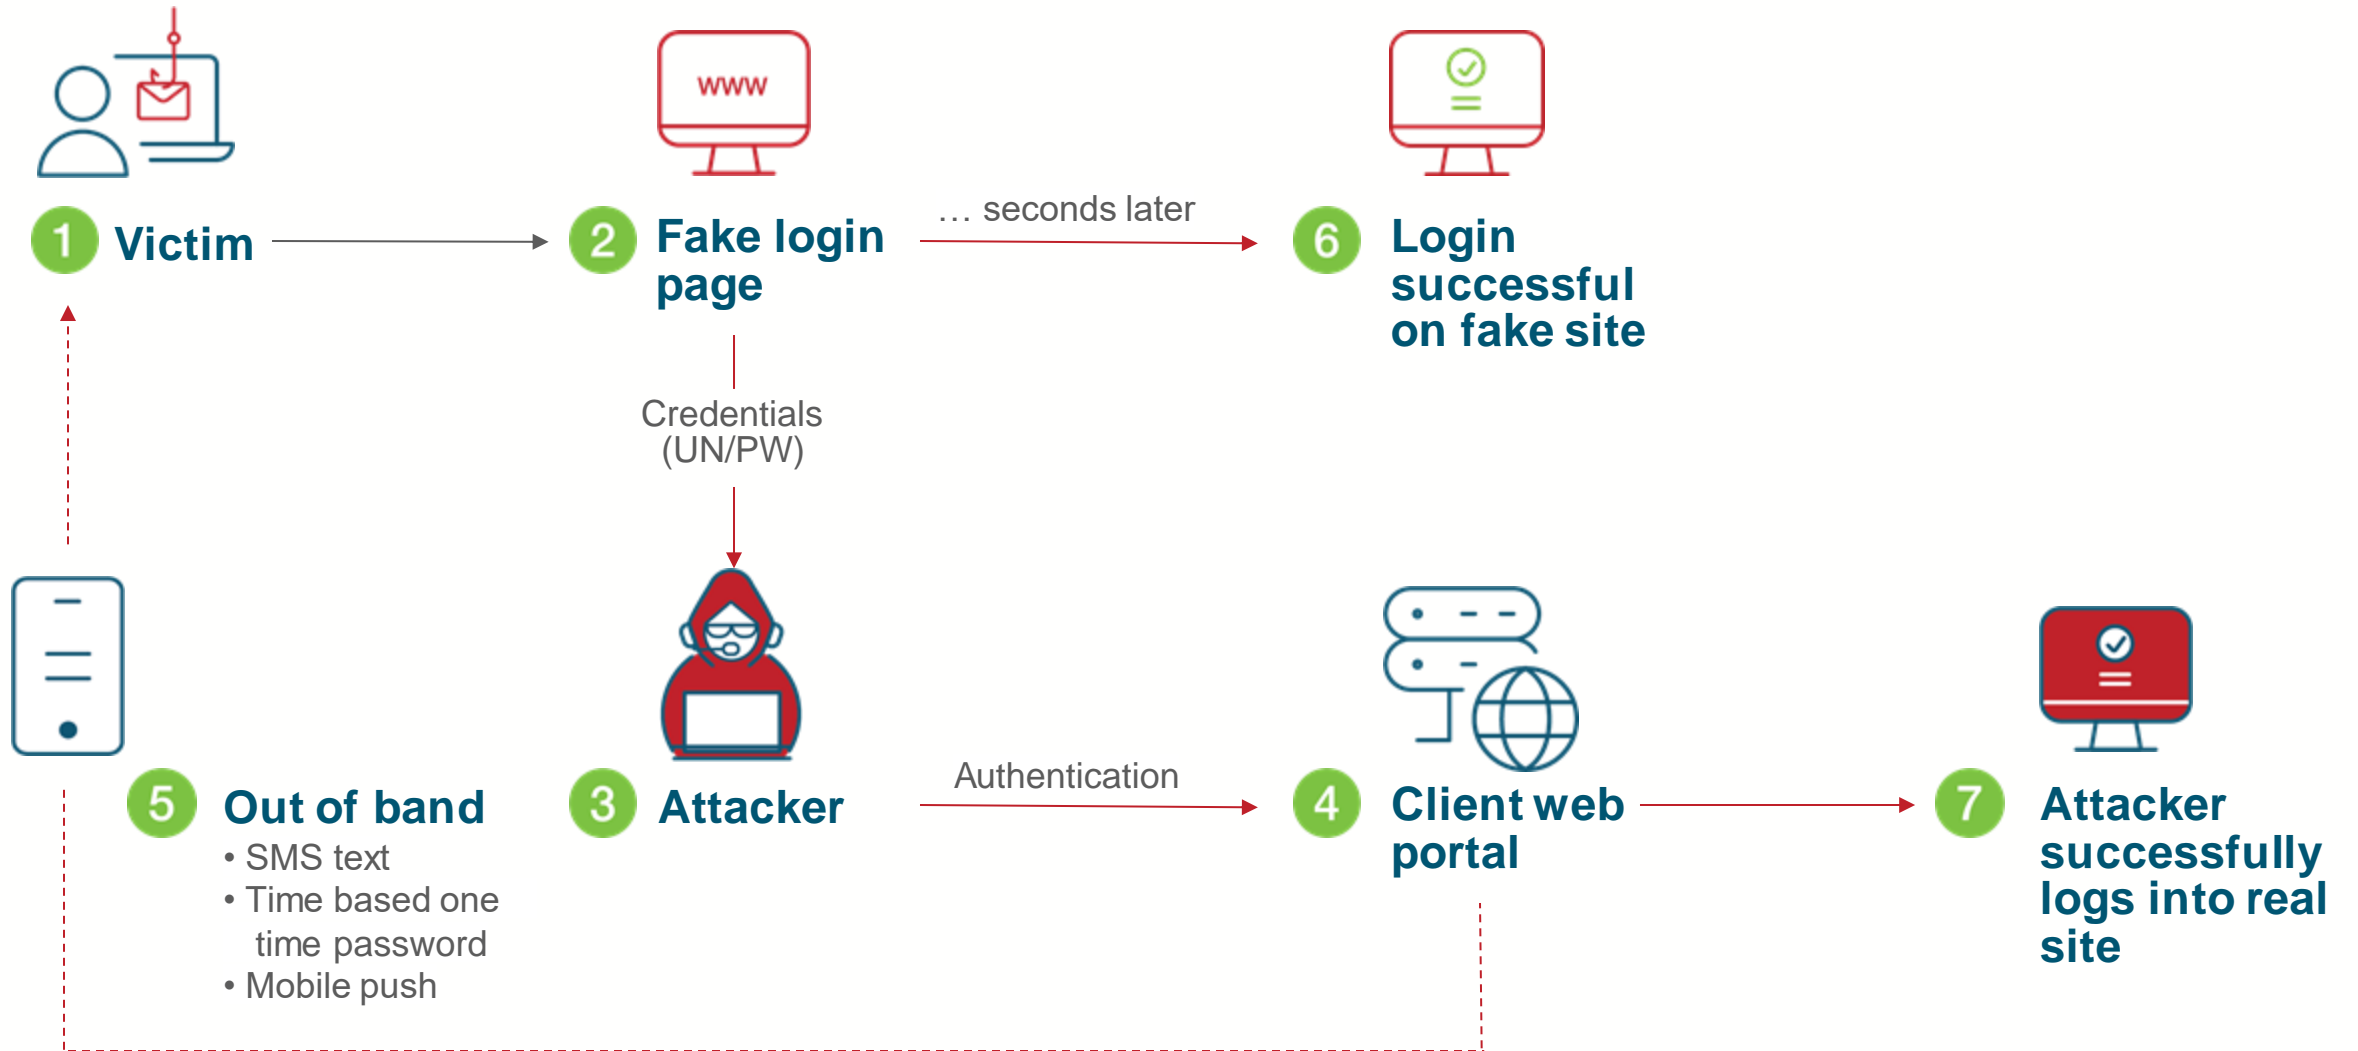 www
1 Victim
2 Fake login
page
… seconds later
6 Login
successful
on fake site
Credentials
(UN/PW)
5 Out of band
• SMS text
• Time based one
time password
• Mobile push
3 Attacker
Authentication
4 Client web
portal
7 Attacker
successfully
logs into real
site